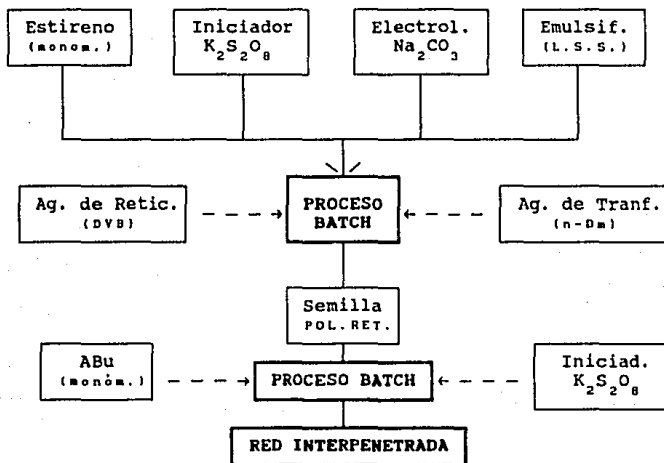 Estireno
(monom.)
Iniciador
K2S2O8
Electrol.
Na2CO3
Emulsif.
(L.S.S.)
Ag. de Retic.
(DVB)
PROCESO
BATCH
Ag. de Tranf.
(n-Dm)
Semilla
POL.RET.
ABu
(monóm.)
PROCESO BATCH
Iniciad.
K2S2O8
RED INTERPENETRADA